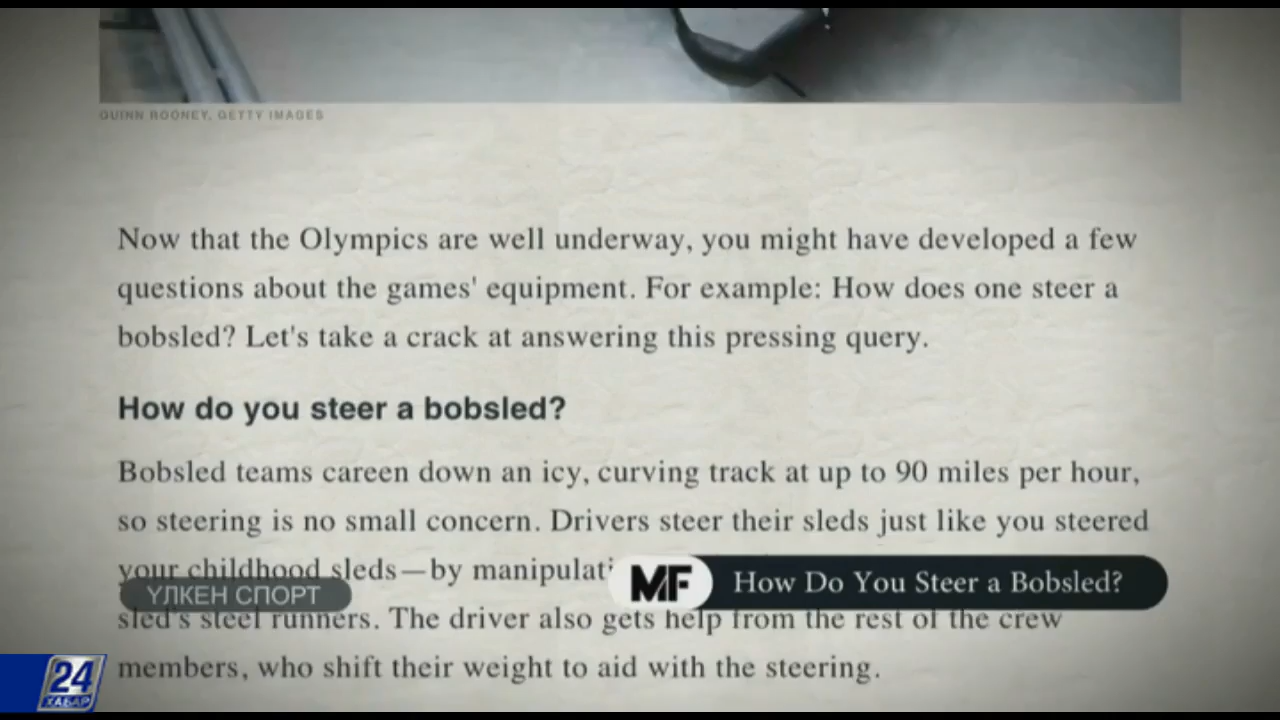 QUINN ROONEY, GETTY IMAGES
Now that the Olympics are well underway, you might have developed a few
questions about the games' equipment. For example: How does one steer a
bobsled? Let's take a crack at answering this pressing query.
How do you steer a bobsled?
Bobsled teams careen down an icy, curving track at up to 90 miles per hour,
so steering is no small concern. Drivers steer their sleds just like you steered
your childhood sleds—by
MF How Do You Steer a Bobsled?
ҮЛКЕН СПОРТ
sled's steel runners. The driver also gets help from the rest of the crew
members, who shift their weight to aid with the steering.
24
ХАБАР